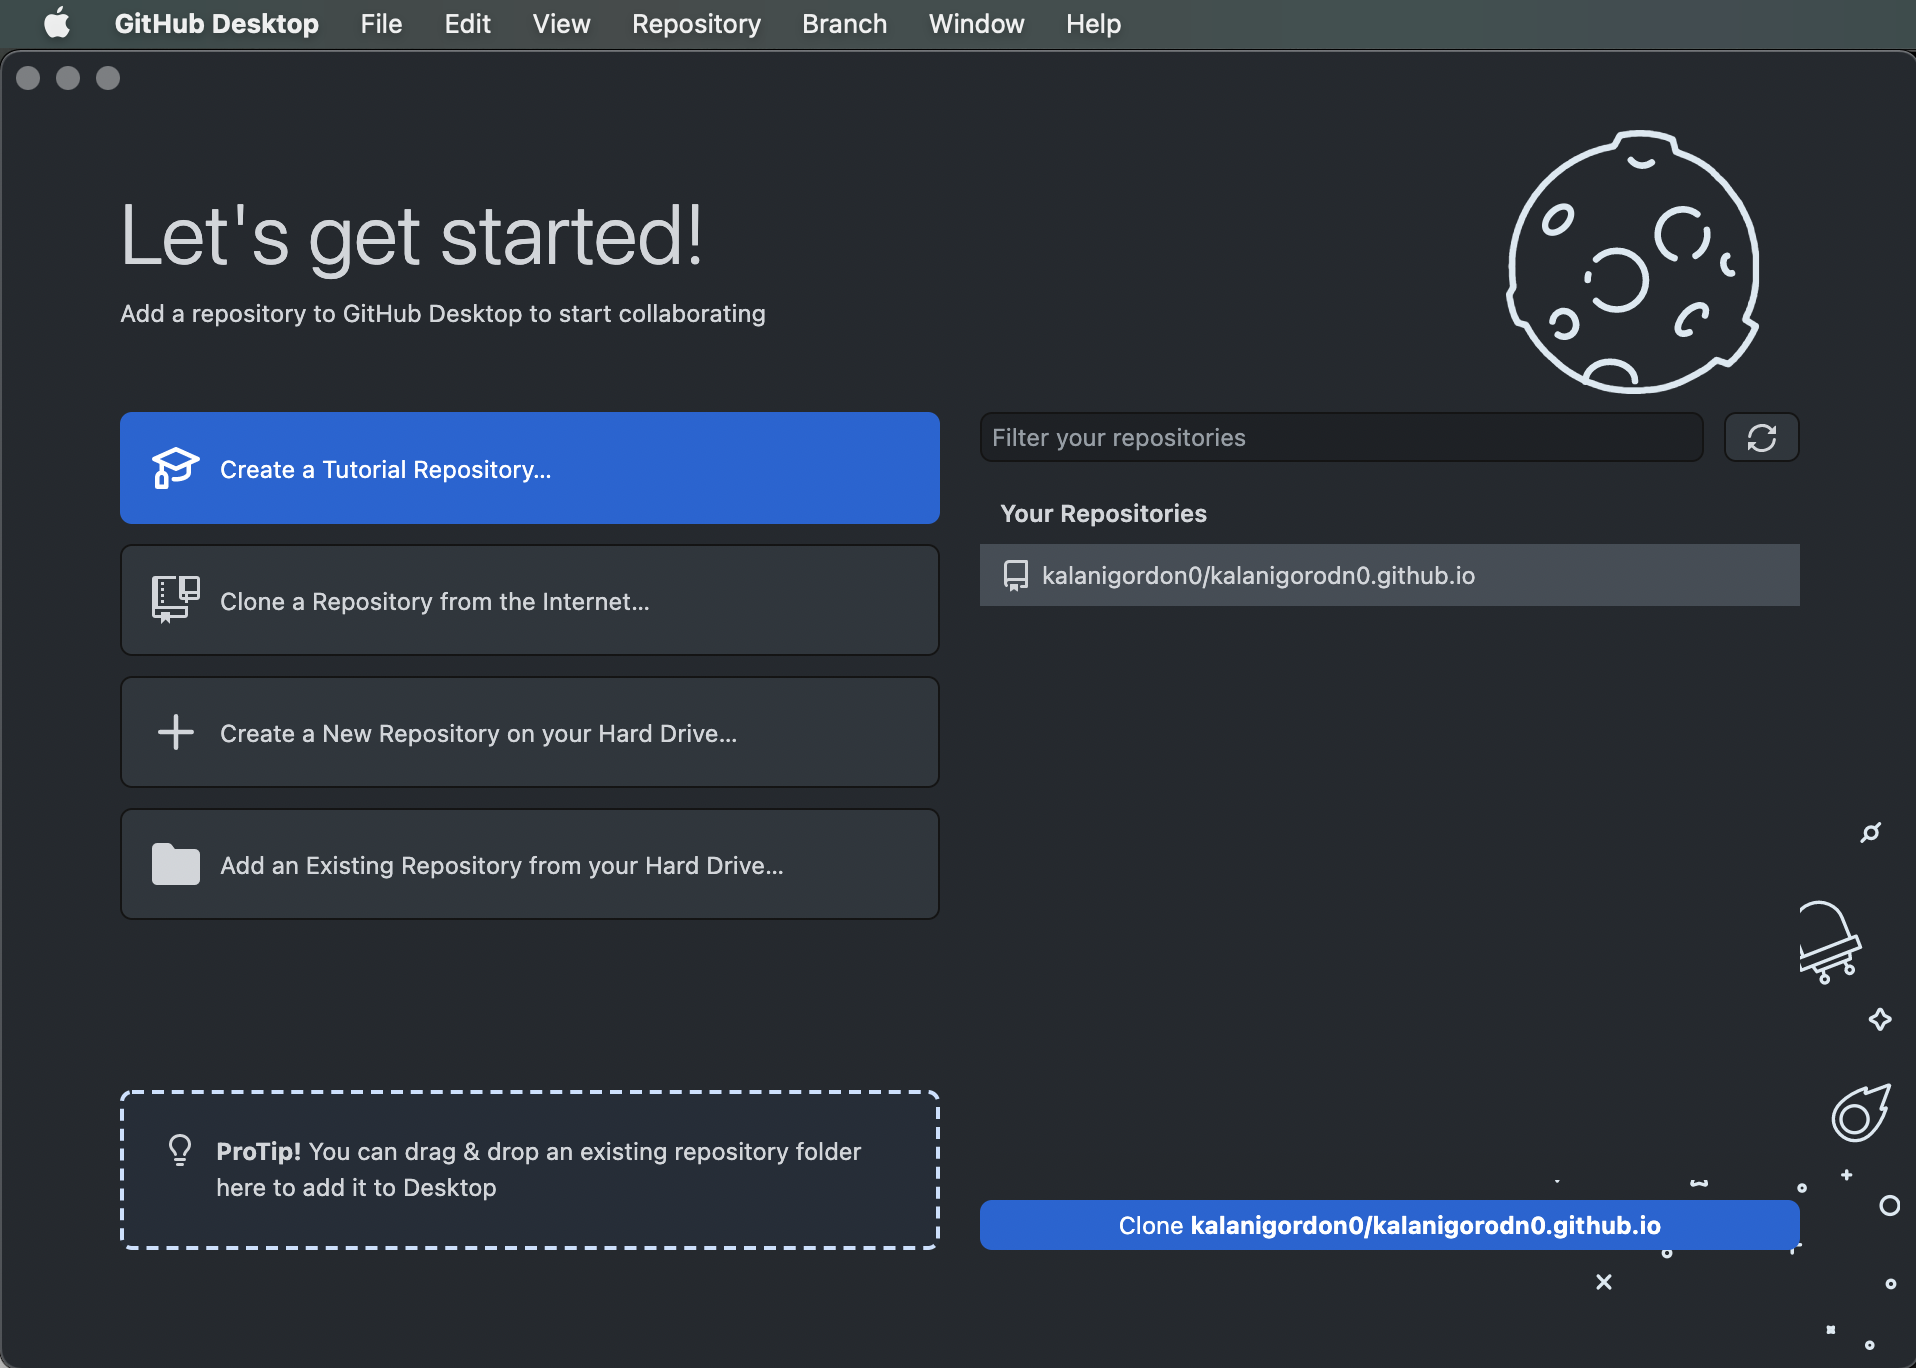 GitHub Desktop File Edit View Repository Branch Window Help
Let's get started!
Add a repository to GitHub Desktop to start collaborating
Create a Tutorial Repository...
Clone a Repository from the Internet...
Create a New Repository on your Hard Drive...
Add an Existing Repository from your Hard Drive...
ProTip! You can drag & drop an existing repository folder
here to add it to Desktop
Filter your repositories
Your Repositories
kalanigordon0/kalanigorodn0.github.io
Clone kalanigordon0/kalanigorodn0.github.io